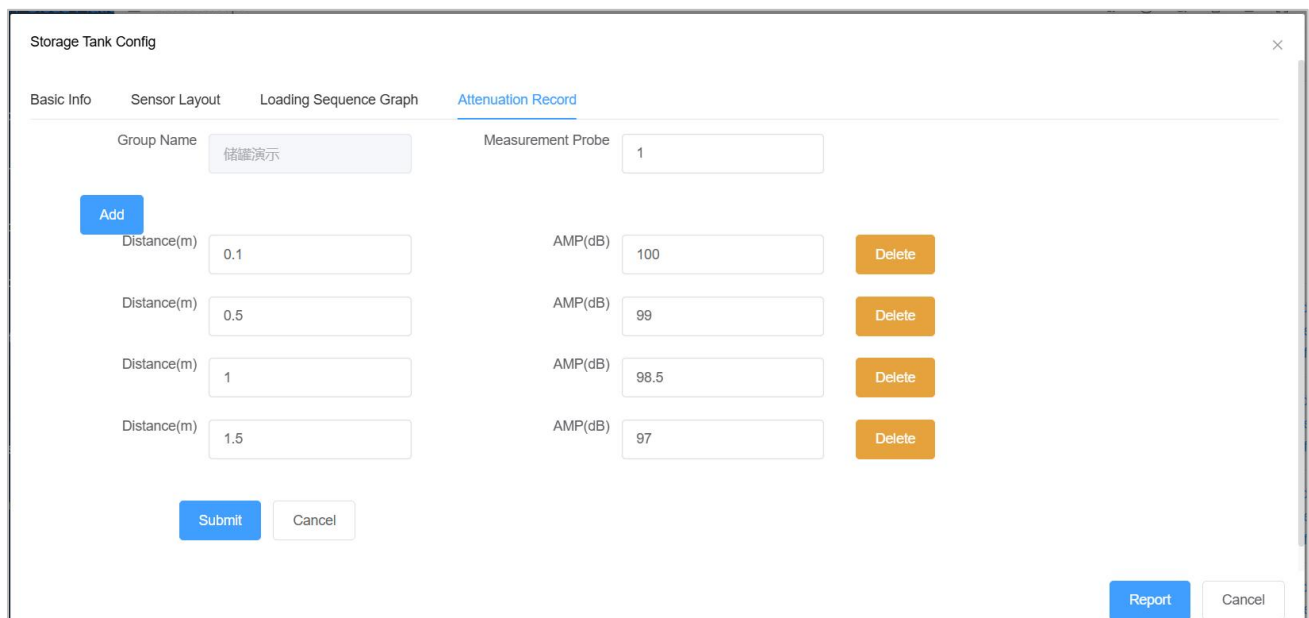 Storage Tank Config
Basic Info Sensor Layout Loading Sequence Graph Attenuation Record
Group Name 储罐演示 Measurement Probe 1
Add
Distance(m) 0.1 AMP(dB) 100 Delete
Distance(m) 0.5 AMP(dB) 99 Delete
Distance(m) 1 AMP(dB) 98.5 Delete
Distance(m) 1.5 AMP(dB) 97 Delete
Submit Cancel
Report Cancel